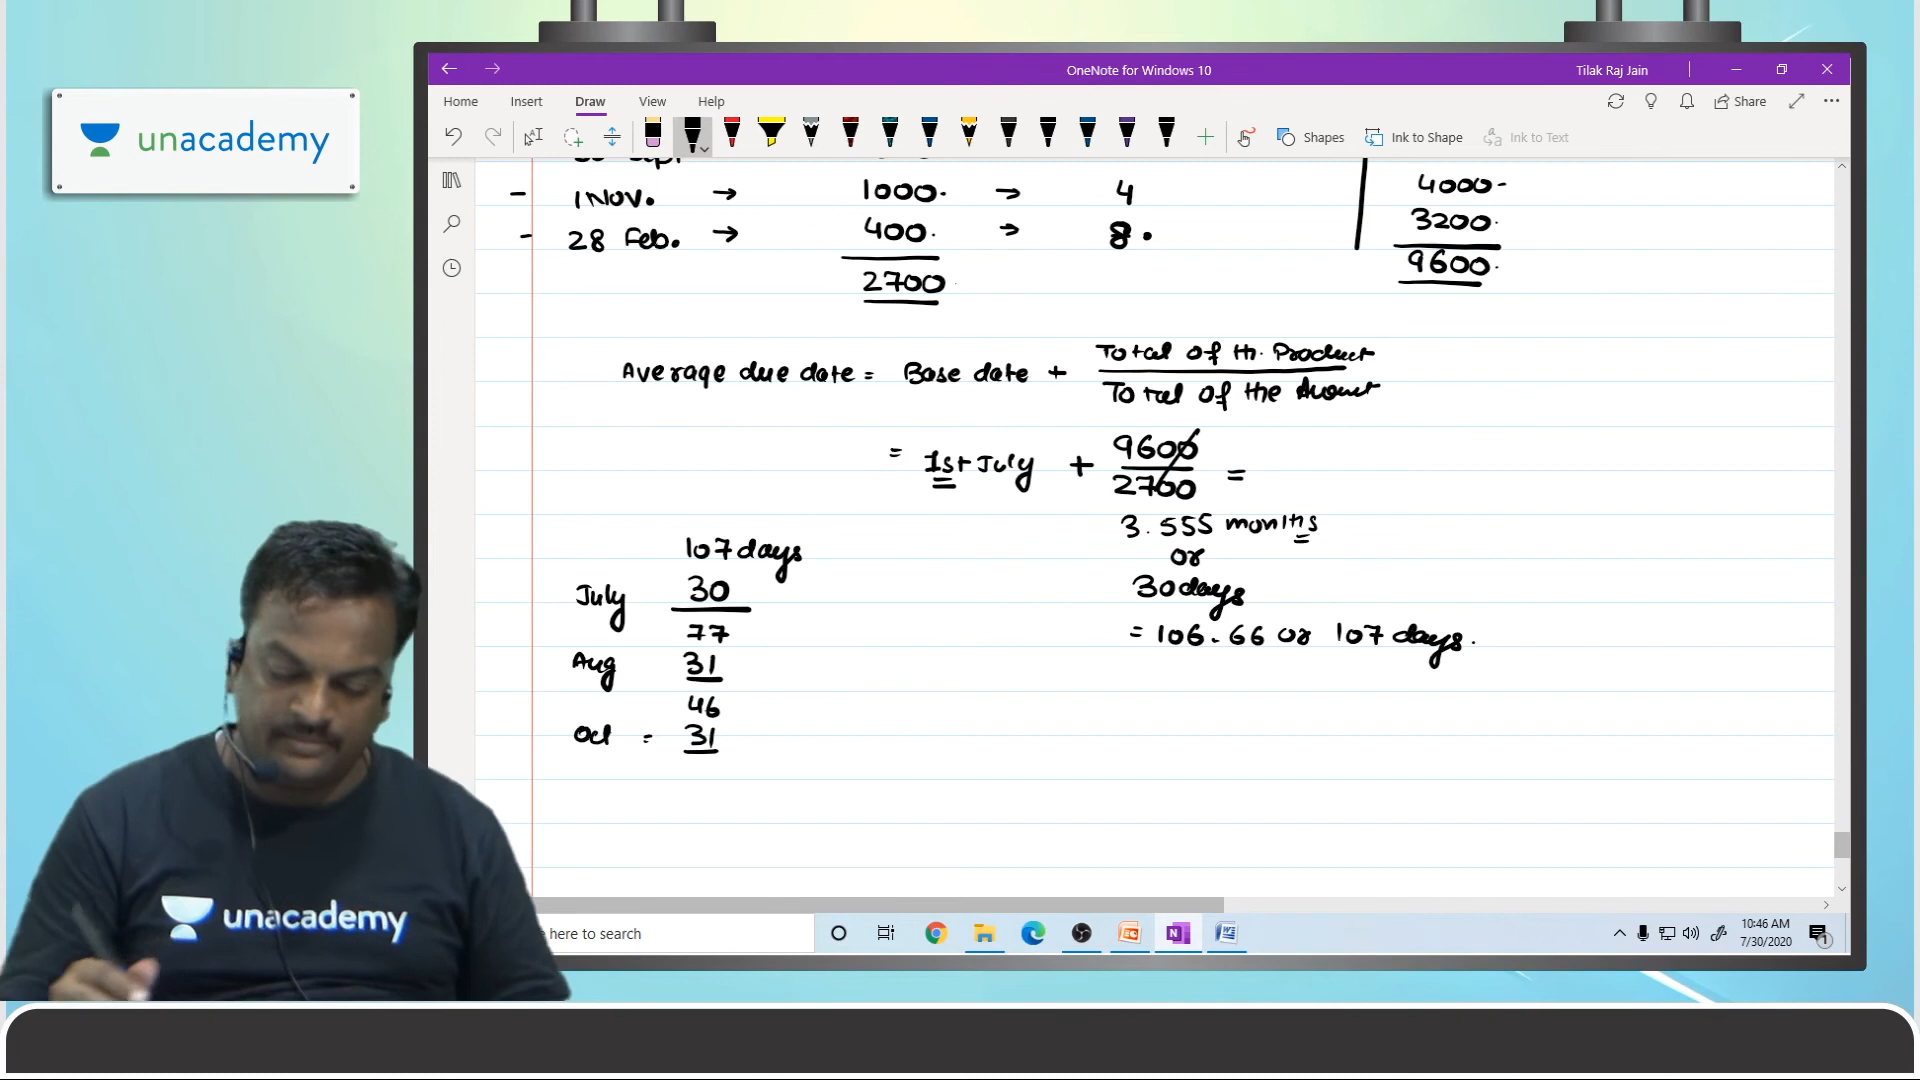 unacademy
OneNote for Windows 10
Tilak Raj Jain
Home Insert Draw View Help
Share
Shapes
Ink to Shape
Ink to Text
- 1 Nov. → 1000. → 4
4000-
- 28 Feb. → 400. → 8.
3200.
2700
9600.
Average due date = Base date + Total of th. Product
Total of the Amount
= 1st July + 9600
2700 =
3.555 months
or
30 days
= 106.66 or 107 days.
107 days
July 30
77
Aug 31
46
Oct = 31
unacademy
here to search
10:46 AM
7/30/2020
1